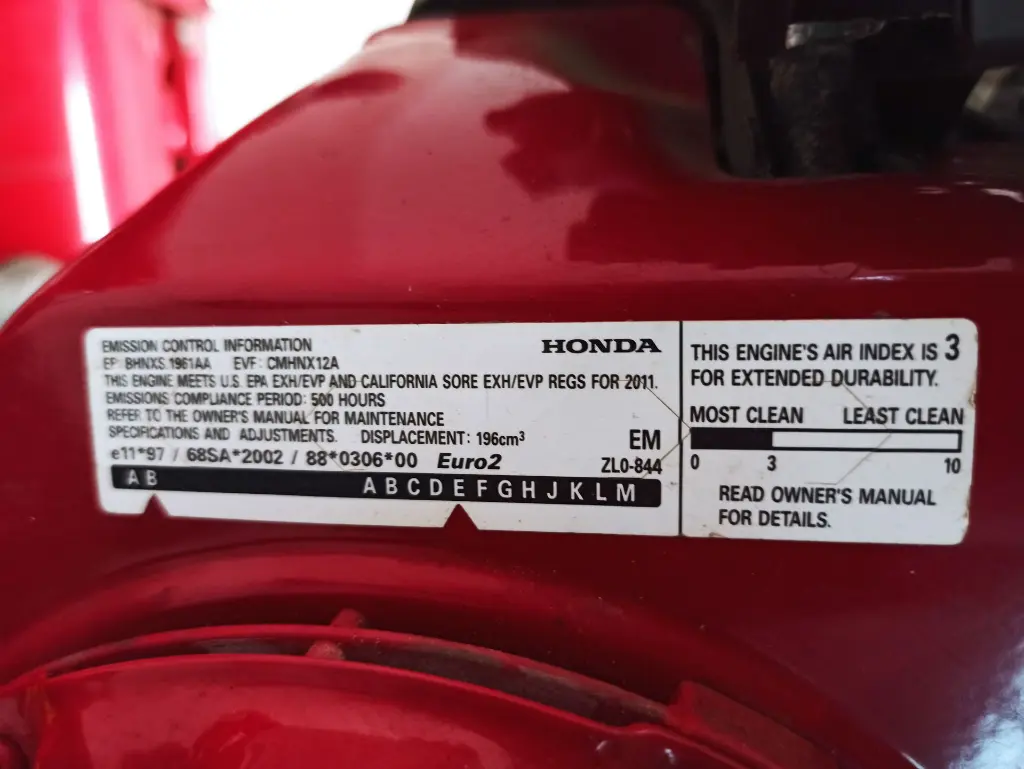 EMISSION CONTROL INFORMATION
HONDA
EF: BHNXS.1961AA EVF: CMHNX12A
THIS ENGINE MEETS U.S. EPA EXH/EVP AND CALIFORNIA SORE EXH/EVP REGS FOR 2011.
EMISSIONS COMPLIANCE PERIOD: 500 HOURS
REFER TO THE OWNER'S MANUAL FOR MAINTENANCE
SPECIFICATIONS AND ADJUSTMENTS. DISPLACEMENT: 196cm³
EM
e11*97 / 68SA*2002 / 88*0306*00 Euro2
ZL0-844
A B
A B C D E F G H J K L M
THIS ENGINE'S AIR INDEX IS 3
FOR EXTENDED DURABILITY.
MOST CLEAN LEAST CLEAN
0 3 10
READ OWNER'S MANUAL
FOR DETAILS.